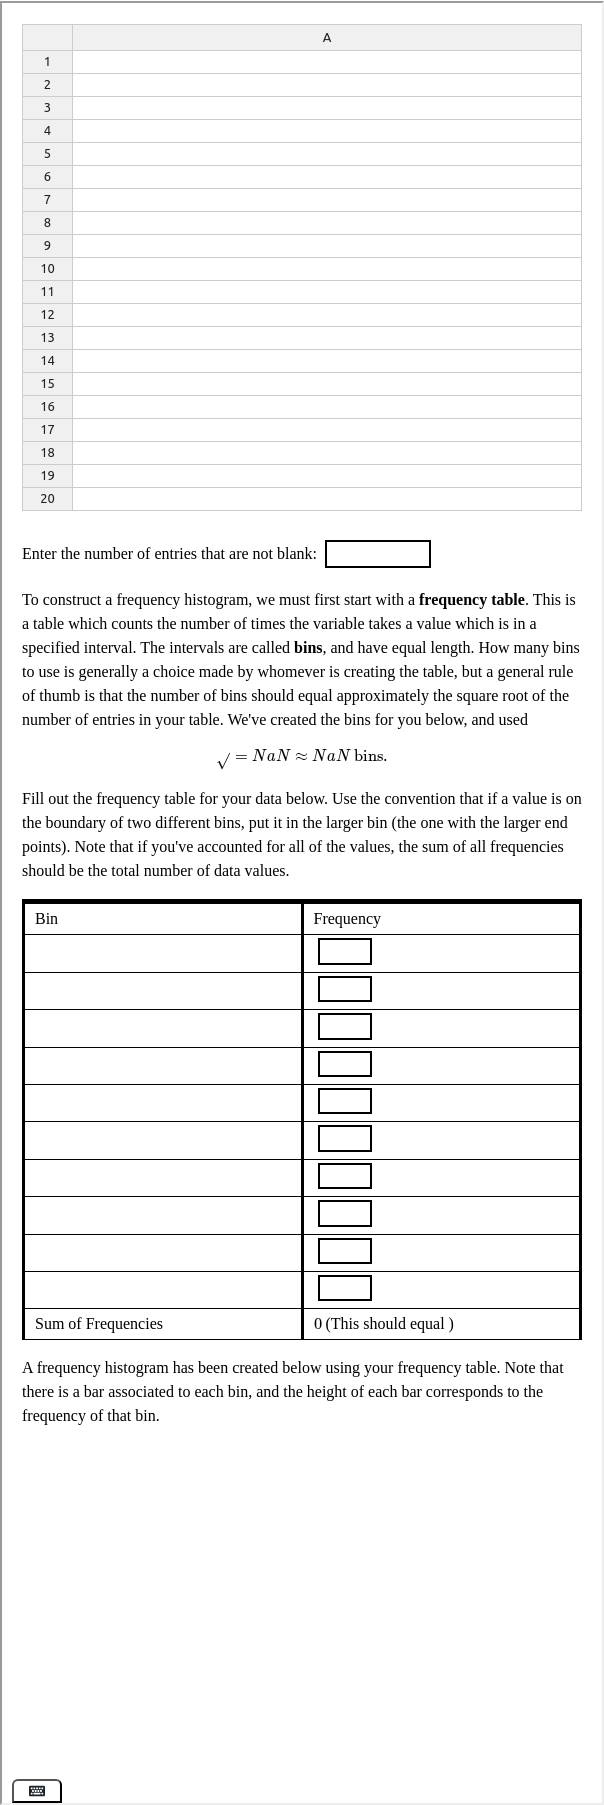 A
1
2
3
4
5
6
7
8
9
10
11
12
13
14
15
16
17
18
19
20
Enter the number of entries that are not blank:
To construct a frequency histogram, we must first start with a frequency table. This is
a table which counts the number of times the variable takes a value which is in a
specified interval. The intervals are called bins, and have equal length. How many bins
to use is generally a choice made by whomever is creating the table, but a general rule
of thumb is that the number of bins should equal approximately the square root of the
number of entries in your table. We've created the bins for you below, and used
√ = NaN ≈ NaN bins.
Fill out the frequency table for your data below. Use the convention that if a value is on
the boundary of two different bins, put it in the larger bin (the one with the larger end
points). Note that if you've accounted for all of the values, the sum of all frequencies
should be the total number of data values.
Bin Frequency
Sum of Frequencies 0 (This should equal )
A frequency histogram has been created below using your frequency table. Note that
there is a bar associated to each bin, and the height of each bar corresponds to the
frequency of that bin.